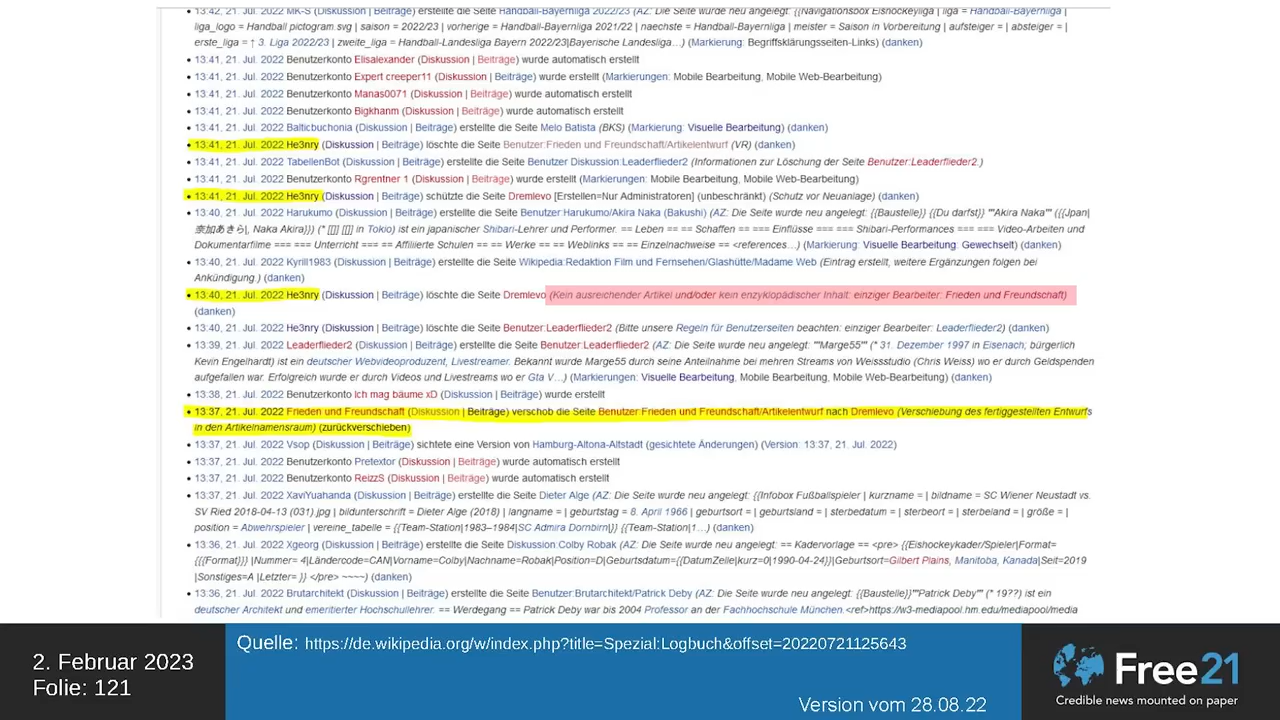 13:42, 21. Jul. 2022 MK-S (Diskussion | Beiträge) erstellte die Seite Handball-Bayernliga 2022/23 (AZ: Die Seite wurde neu angelegt: {{Navigationsbox Eishockeyliga | liga = Handball-Bayernliga |
liga_logo = Handball pictogram.svg | saison = 2022/23 | vorherige = Handball-Bayernliga 2021/22 | naechste = Handball-Bayernliga | meister = Saison in Vorbereitung | aufsteiger = | absteiger = |
erste_liga = ↑ 3. Liga 2022/23 | zweite_liga = Handball-Landesliga Bayern 2022/23|Bayerische Landesliga…) (Markierung: Begriffsklärungsseiten-Links) (danken)
• 13:41, 21. Jul. 2022 Benutzerkonto Elisalexander (Diskussion | Beiträge) wurde automatisch erstellt
• 13:41, 21. Jul. 2022 Benutzerkonto Expert creeper11 (Diskussion | Beiträge) wurde erstellt (Markierungen: Mobile Bearbeitung, Mobile Web-Bearbeitung)
• 13:41, 21. Jul. 2022 Benutzerkonto Manas0071 (Diskussion | Beiträge) wurde automatisch erstellt
• 13:41, 21. Jul. 2022 Benutzerkonto Bigkhanm (Diskussion | Beiträge) wurde automatisch erstellt
• 13:41, 21. Jul. 2022 Balticbuchonia (Diskussion | Beiträge) erstellte die Seite Melo Batista (BKS) (Markierung: Visuelle Bearbeitung) (danken)
• 13:41, 21. Jul. 2022 He3nry (Diskussion | Beiträge) löschte die Seite Benutzer:Frieden und Freundschaft/Artikelentwurf (VR) (danken)
• 13:41, 21. Jul. 2022 TabellenBot (Diskussion | Beiträge) erstellte die Seite Benutzer Diskussion:Leaderflieder2 (Informationen zur Löschung der Seite Benutzer:Leaderflieder2.)
• 13:41, 21. Jul. 2022 Benutzerkonto Rgrentner 1 (Diskussion | Beiträge) wurde erstellt (Markierungen: Mobile Bearbeitung, Mobile Web-Bearbeitung)
• 13:41, 21. Jul. 2022 He3nry (Diskussion | Beiträge) schützte die Seite Dremlevo [Erstellen=Nur Administratoren] (unbeschränkt) (Schutz vor Neuanlage) (danken)
• 13:40, 21. Jul. 2022 Harukumo (Diskussion | Beiträge) erstellte die Seite Benutzer:Harukumo/Akira Naka (Bakushi) (AZ: Die Seite wurde neu angelegt: {{Baustelle}} {{Du darfst}} '''Akira Naka''' ({{Jpan|
奈加あきら|, Naka Akira}}) (* [[]] [[]] in Tokio) ist ein japanischer Shibari-Lehrer und Performer. == Leben == == Schaffen == === Einflüsse === === Shibari-Performances === === Video-Arbeiten und
Dokumentarfilme === === Unterricht === == Affiliierte Schulen == == Werke == == Weblinks == == Einzelnachweise == <references…) (Markierung: Visuelle Bearbeitung: Gewechselt) (danken)
• 13:40, 21. Jul. 2022 Kyrill1983 (Diskussion | Beiträge) erstellte die Seite Wikipedia:Redaktion Film und Fernsehen/Glashütte/Madame Web (Eintrag erstellt, weitere Ergänzungen folgen bei
Ankündigung.) (danken)
• 13:40, 21. Jul. 2022 He3nry (Diskussion | Beiträge) löschte die Seite Dremlevo (Kein ausreichender Artikel und/oder kein enzyklopädischer Inhalt: einziger Bearbeiter: Frieden und Freundschaft)
(danken)
• 13:40, 21. Jul. 2022 He3nry (Diskussion | Beiträge) löschte die Seite Benutzer:Leaderflieder2 (Bitte unsere Regeln für Benutzerseiten beachten: einziger Bearbeiter: Leaderflieder2) (danken)
• 13:39, 21. Jul. 2022 Leaderflieder2 (Diskussion | Beiträge) erstellte die Seite Benutzer:Leaderflieder2 (AZ: Die Seite wurde neu angelegt: '''Marge55''' (* 31. Dezember 1997 in Eisenach; bürgerlich
Kevin Engelhardt) ist ein deutscher Webvideoproduzent, Livestreamer. Bekannt wurde Marge55 durch seine Anteilnahme bei mehren Streams von Weissstudio (Chris Weiss) wo er durch Geldspenden
aufgefallen war. Erfolgreich wurde er durch Videos und Livestreams wo er Gta V…) (Markierungen: Visuelle Bearbeitung, Mobile Bearbeitung, Mobile Web-Bearbeitung) (danken)
• 13:38, 21. Jul. 2022 Benutzerkonto Ich mag bäume xD (Diskussion | Beiträge) wurde erstellt
• 13:37, 21. Jul. 2022 Frieden und Freundschaft (Diskussion | Beiträge) verschob die Seite Benutzer:Frieden und Freundschaft/Artikelentwurf nach Dremlevo (Verschiebung des fertiggestellten Entwurfs
in den Artikelnamensraum) (zurückverschieben)
• 13:37, 21. Jul. 2022 Vsop (Diskussion | Beiträge) sichtete eine Version von Hamburg-Altona-Altstadt (gesichtete Änderungen) (Version: 13:37, 21. Jul. 2022)
• 13:37, 21. Jul. 2022 Benutzerkonto Pretextor (Diskussion | Beiträge) wurde automatisch erstellt
• 13:37, 21. Jul. 2022 Benutzerkonto ReizzS (Diskussion | Beiträge) wurde automatisch erstellt
• 13:37, 21. Jul. 2022 XaviYuahanda (Diskussion | Beiträge) erstellte die Seite Dieter Alge (AZ: Die Seite wurde neu angelegt: {{Infobox Fußballspieler | kurzname = | bildname = SC Wiener Neustadt vs.
SV Ried 2018-04-13 (031).jpg | bildunterschrift = Dieter Alge (2018) | langname = | geburtstag = 8. April 1966 | geburtsort = | geburtsland = | sterbedatum = | sterbeort = | sterbeland = | größe = |
position = Abwehrspieler | vereine_tabelle = {{Team-Station|1983–1984|SC Admira Dornbirn|}} {{Team-Station|1…) (danken)
• 13:36, 21. Jul. 2022 Xgeorg (Diskussion | Beiträge) erstellte die Seite Diskussion:Colby Robak (AZ: Die Seite wurde neu angelegt: == Kadervorlage == <pre> {{Eishockeykader/Spieler|Format=
{{{Format}}} |Nummer= 4|Ländercode=CAN|Vorname=Colby|Nachname=Robak|Position=D|Geburtsdatum={{DatumZeile|kurz=0|1990-04-24}}|Geburtsort=Gilbert Plains, Manitoba, Kanada|Seit=2019
|Sonstiges=A |Letzter= }} </pre> ~~~~) (danken)
• 13:36, 21. Jul. 2022 Brutarchitekt (Diskussion | Beiträge) erstellte die Seite Benutzer:Brutarchitekt/Patrick Deby (AZ: Die Seite wurde neu angelegt: {{Baustelle}}'''Patrick Deby''' (* 19??) ist ein
deutscher Architekt und emeritierter Hochschullehrer. == Werdegang == Patrick Deby war bis 2004 Professor an der Fachhochschule München.<ref>https://w3-mediapool.hm.edu/mediapool/media
2. Februar 2023
Folie: 121
Quelle: https://de.wikipedia.org/w/index.php?title=Spezial:Logbuch&offset=20220721125643
Version vom 28.08.22
Free21
Credible news mounted on paper